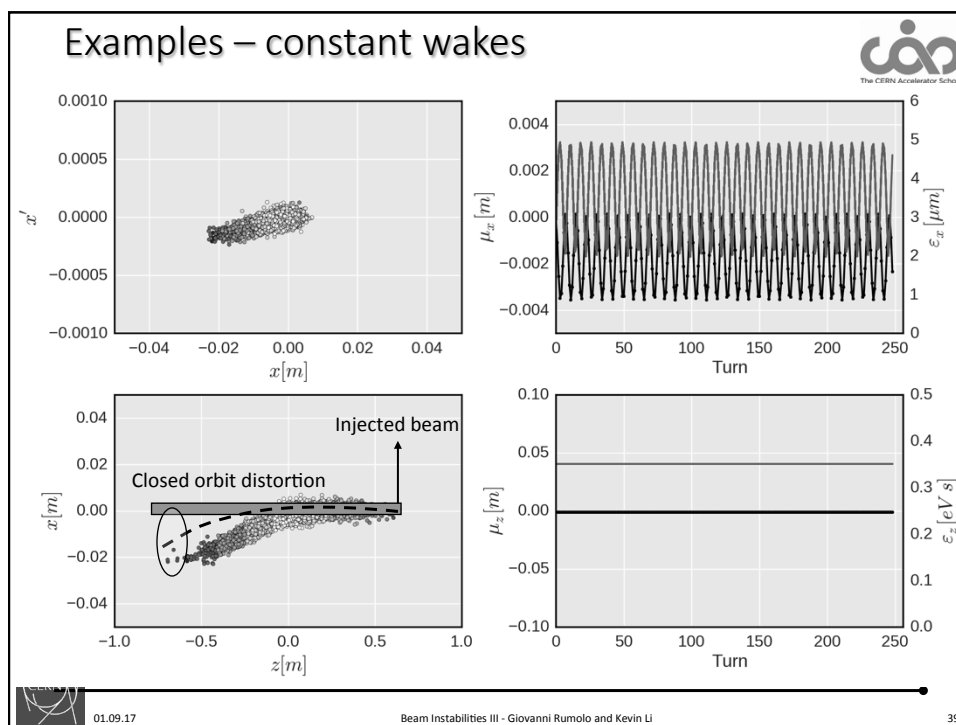 Examples – constant wakes
The CERN Accelerator Schoo
0.0010
0.0005
0.0000
−0.0005
−0.0010
x′
−0.04 −0.02 0.00 0.02 0.04
x[m]
0.004
0.002
0.000
−0.002
−0.004
μx [m]
6
5
4
3
2
1
0
εx [μm]
0 50 100 150 200 250
Turn
0.04
0.02
0.00
−0.02
−0.04
x[m]
Injected beam
Closed orbit distortion
−1.0 −0.5 0.0 0.5 1.0
z[m]
0.10
0.05
0.00
−0.05
−0.10
μz [m]
0.5
0.4
0.3
0.2
0.1
0.0
εz [eV s]
0 50 100 150 200 250
Turn
CERN
01.09.17
Beam Instabilities III - Giovanni Rumolo and Kevin Li
39